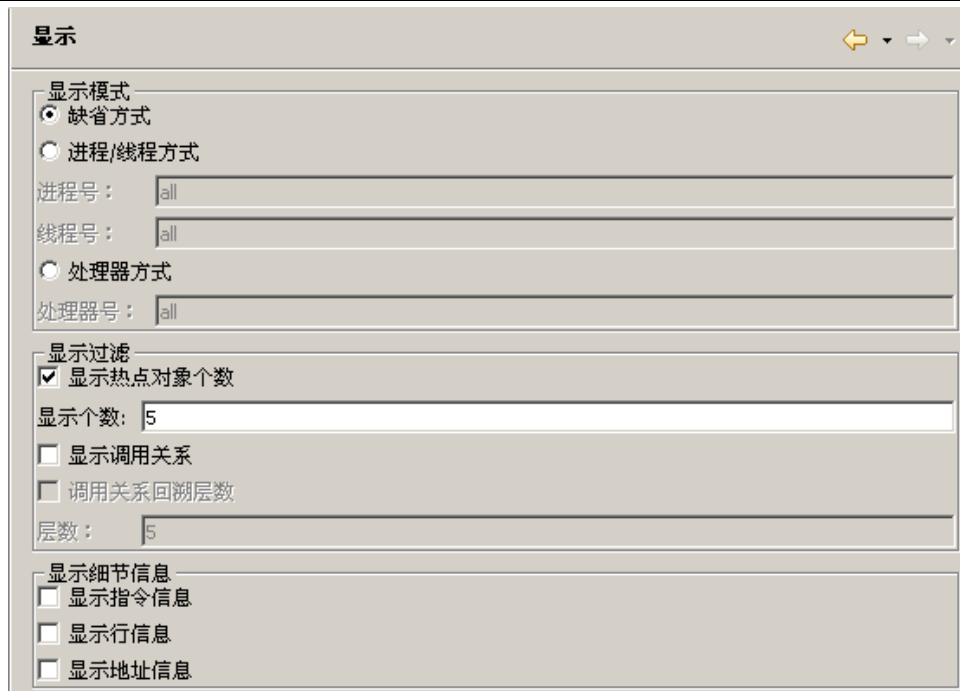 显示
显示模式
缺省方式
进程/线程方式
进程号： all
线程号： all
处理器方式
处理器号： all
显示过滤
显示热点对象个数
显示个数: 5
显示调用关系
调用关系回溯层数
层数： 5
显示细节信息
显示指令信息
显示行信息
显示地址信息